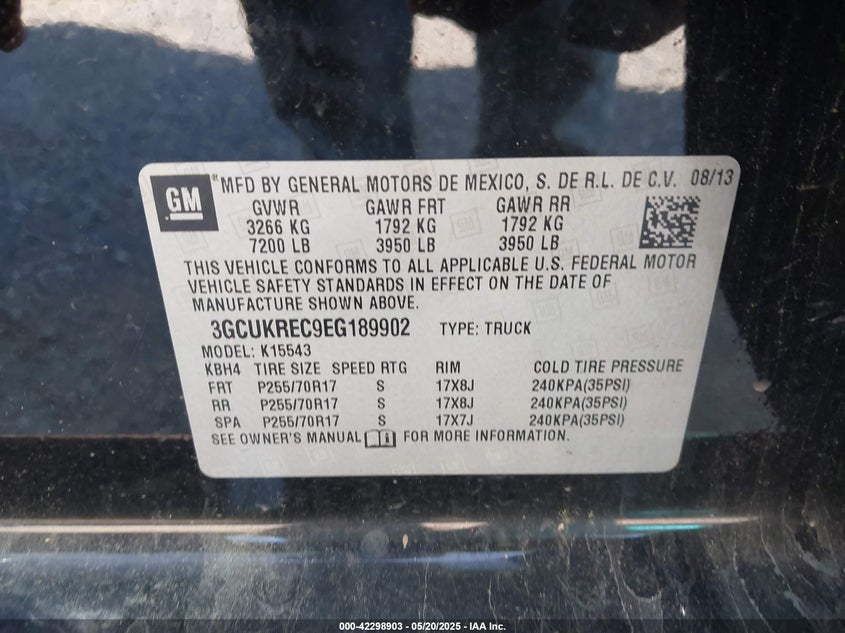 GM ® MFD BY GENERAL MOTORS DE MEXICO, S. DE R.L. DE C.V. 08/13
GVWR GAWR FRT GAWR RR
3266 KG 1792 KG 1792 KG
7200 LB 3950 LB 3950 LB
THIS VEHICLE CONFORMS TO ALL APPLICABLE U.S. FEDERAL MOTOR
VEHICLE SAFETY STANDARDS IN EFFECT ON THE DATE OF
MANUFACTURE SHOWN ABOVE.
3GCUKREC9EG189902 TYPE: TRUCK
MODEL: K15543
KBH4 TIRE SIZE SPEED RTG RIM COLD TIRE PRESSURE
FRT P255/70R17 S 17X8J 240KPA(35PSI)
RR P255/70R17 S 17X8J 240KPA(35PSI)
SPA P255/70R17 S 17X7J 240KPA(35PSI)
SEE OWNER'S MANUAL FOR MORE INFORMATION.
000-42298903 - 05/20/2025 - IAA Inc.